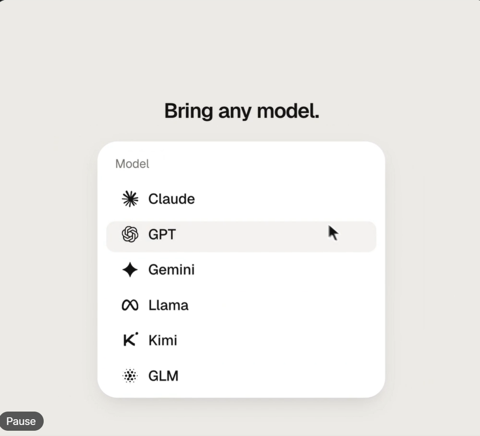 Bring any model.
Model
Claude
GPT
Gemini
Llama
Kimi
GLM
Pause